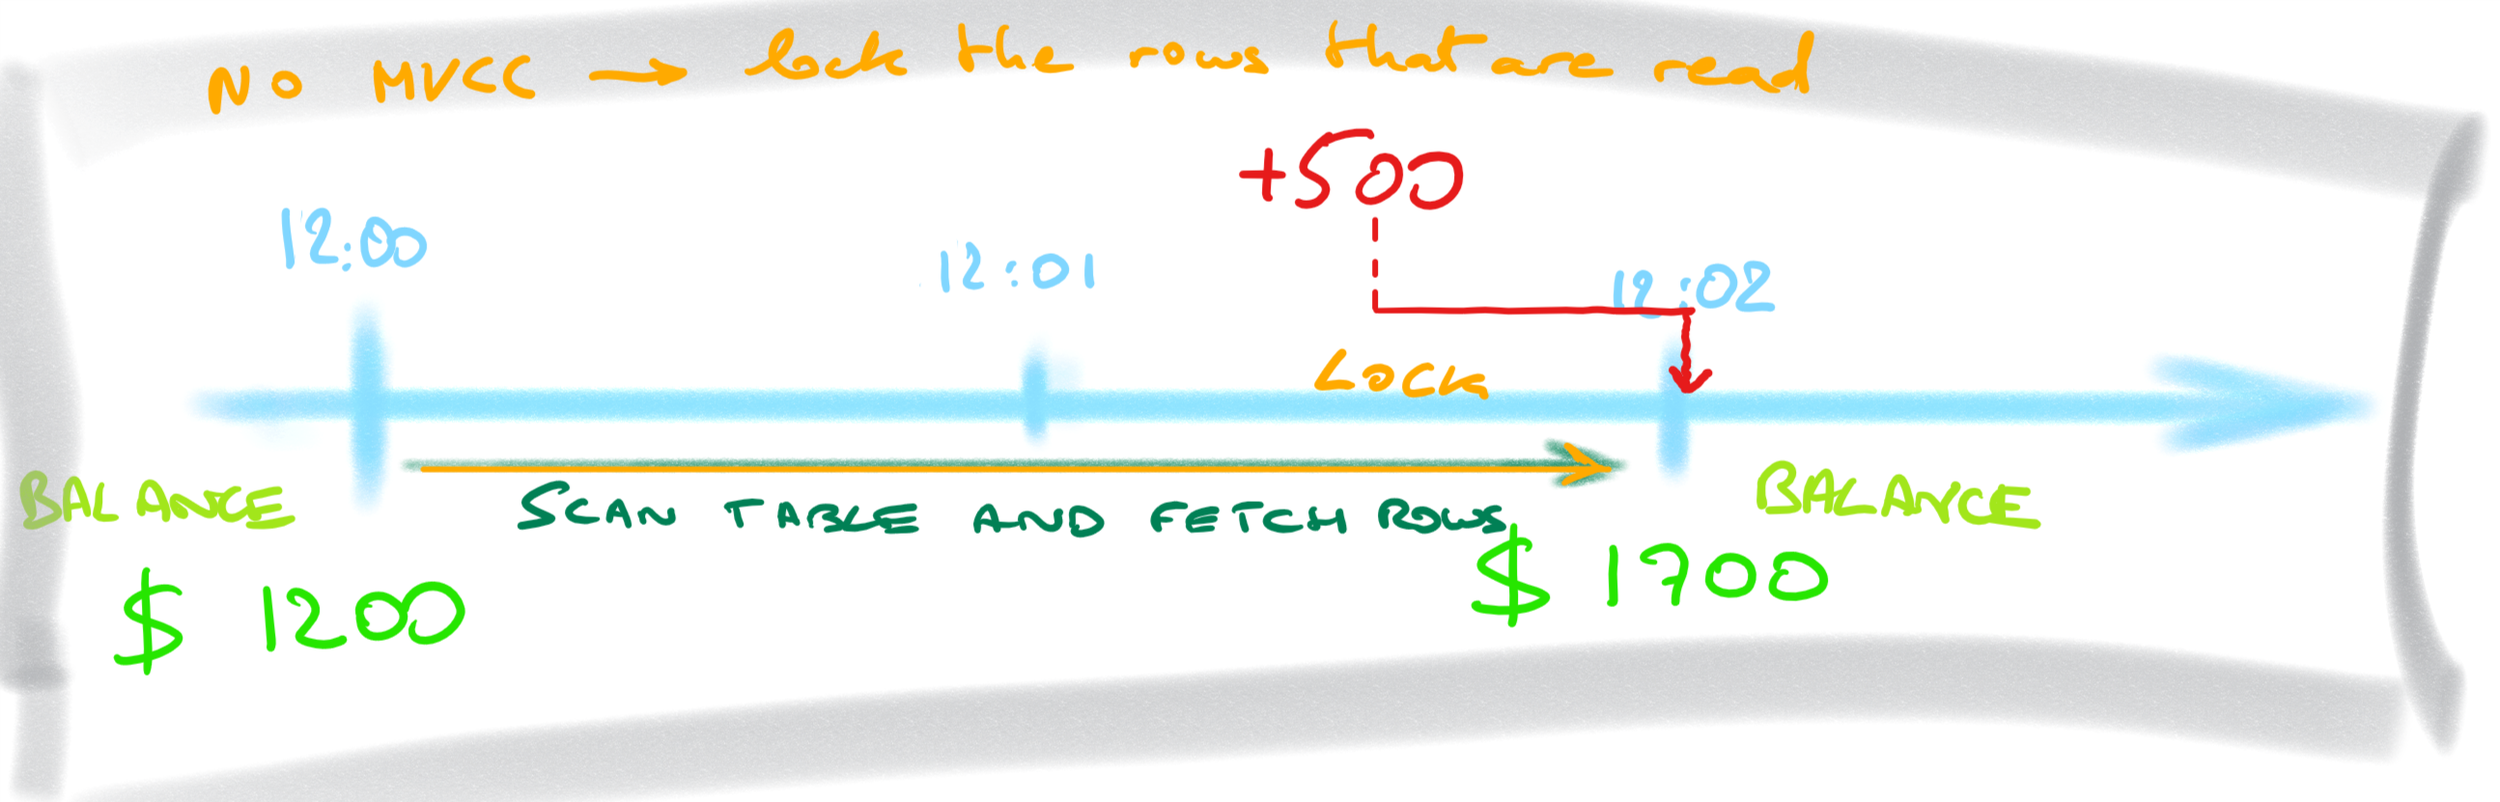 No MVCC → lock the rows that are read
+500
12:00
12:01
12:02
LOCK
BALANCE
SCAN TABLE AND FETCH ROWS
BALANCE
$ 1200
$ 1700